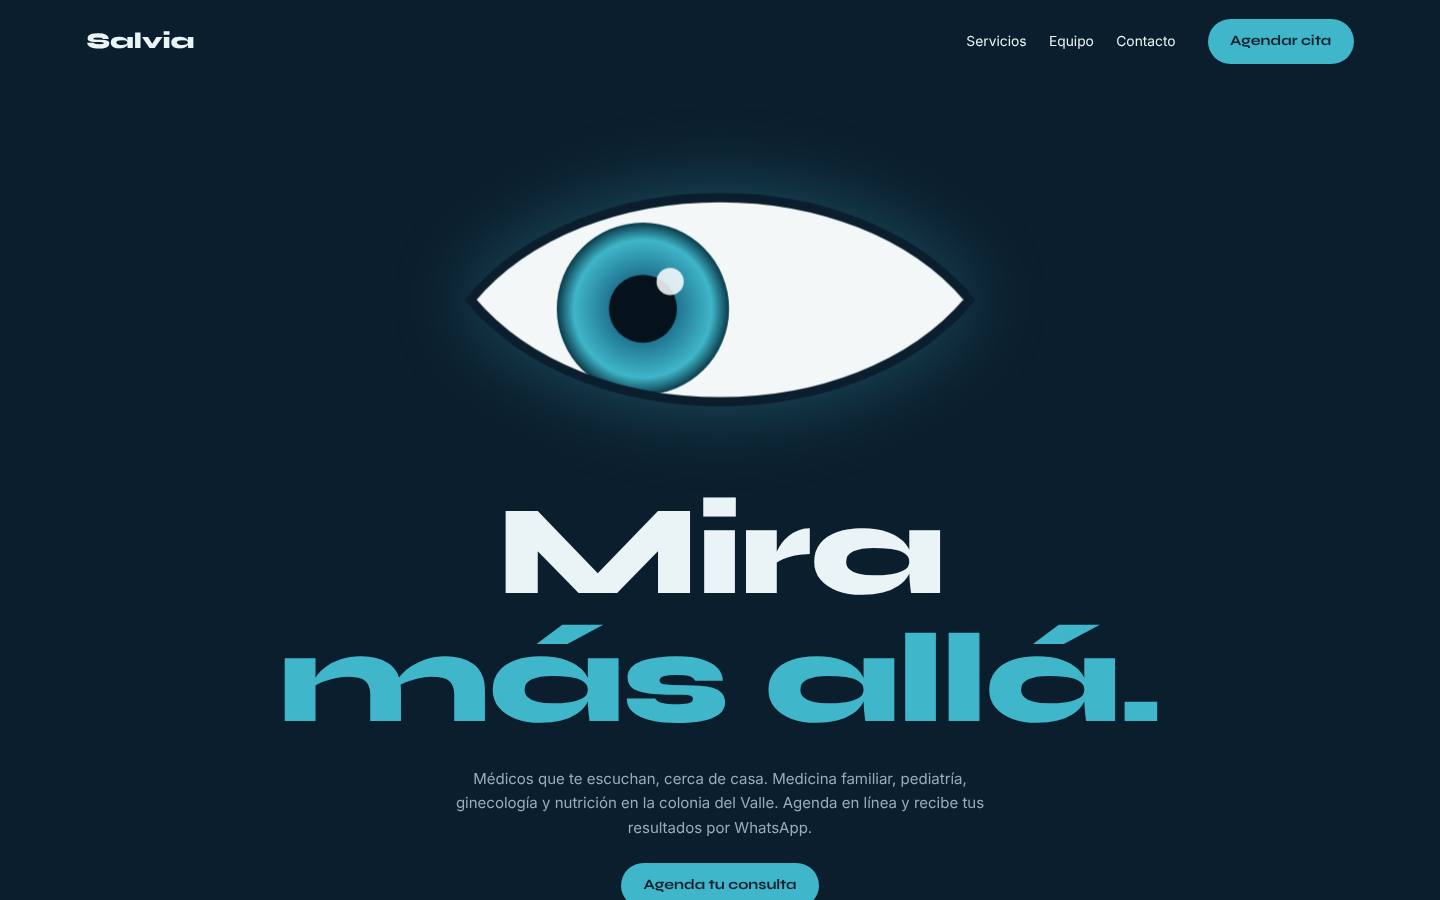 Salvia
Servicios
Equipo
Contacto
Agendar cita
Mira
más allá.
Médicos que te escuchan, cerca de casa. Medicina familiar, pediatría,
ginecología y nutrición en la colonia del Valle. Agenda en línea y recibe tus
resultados por WhatsApp.
Agenda tu consulta